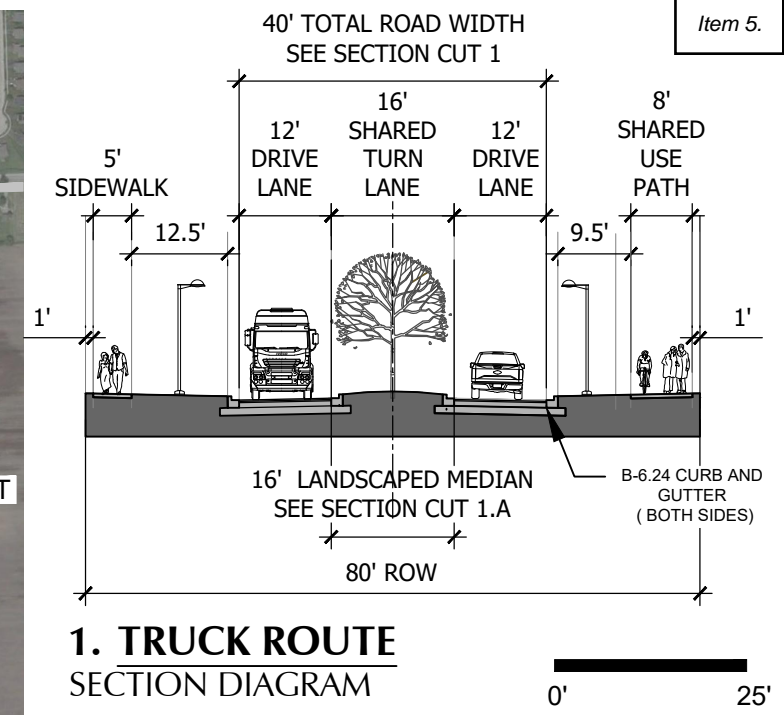 Item 5.
40' TOTAL ROAD WIDTH
SEE SECTION CUT 1
5'
SIDEWALK
12'
DRIVE
LANE
16'
SHARED
TURN
LANE
12'
DRIVE
LANE
8'
SHARED
USE
PATH
12.5'
9.5'
1'
1'
T
16' LANDSCAPED MEDIAN
SEE SECTION CUT 1.A
B-6.24 CURB AND
GUTTER
( BOTH SIDES)
80' ROW
1. TRUCK ROUTE
SECTION DIAGRAM
0'
25'